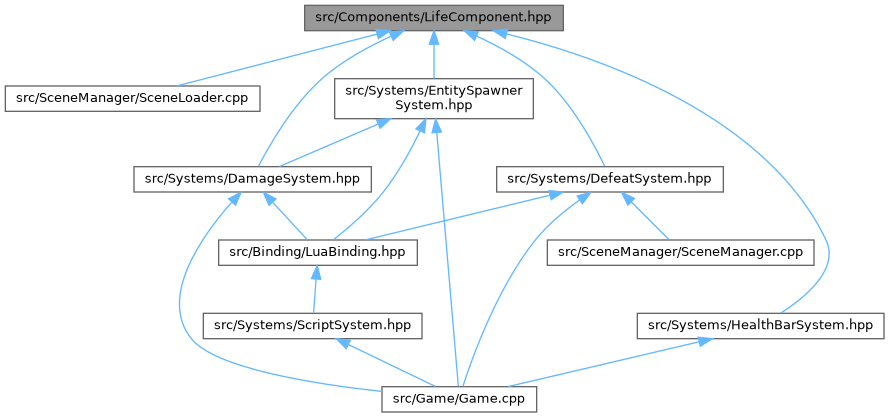 src/Components/LifeComponent.hpp
src/SceneManager/SceneLoader.cpp
src/Systems/EntitySpawner
System.hpp
src/Systems/DamageSystem.hpp
src/Systems/DefeatSystem.hpp
src/Binding/LuaBinding.hpp
src/SceneManager/SceneManager.cpp
src/Systems/ScriptSystem.hpp
src/Systems/HealthBarSystem.hpp
src/Game/Game.cpp